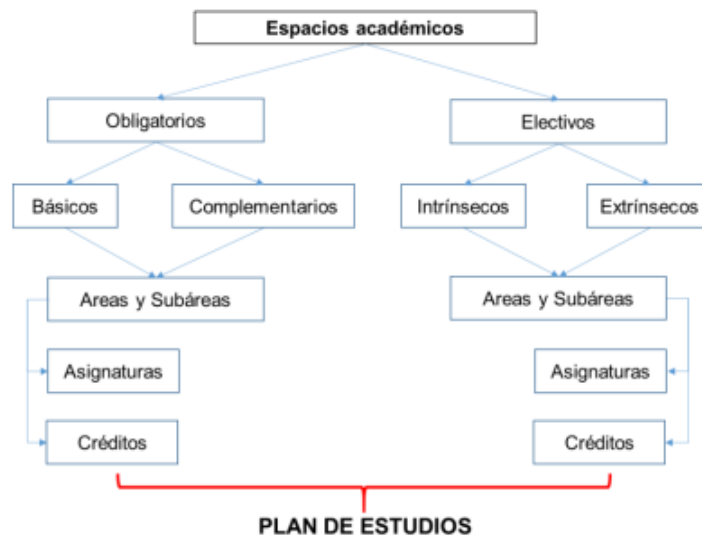 Espacios académicos
Obligatorios
Electivos
Básicos
Complementarios
Intrínsecos
Extrínsecos
Areas y Subáreas
Areas y Subáreas
Asignaturas
Asignaturas
Créditos
Créditos
PLAN DE ESTUDIOS